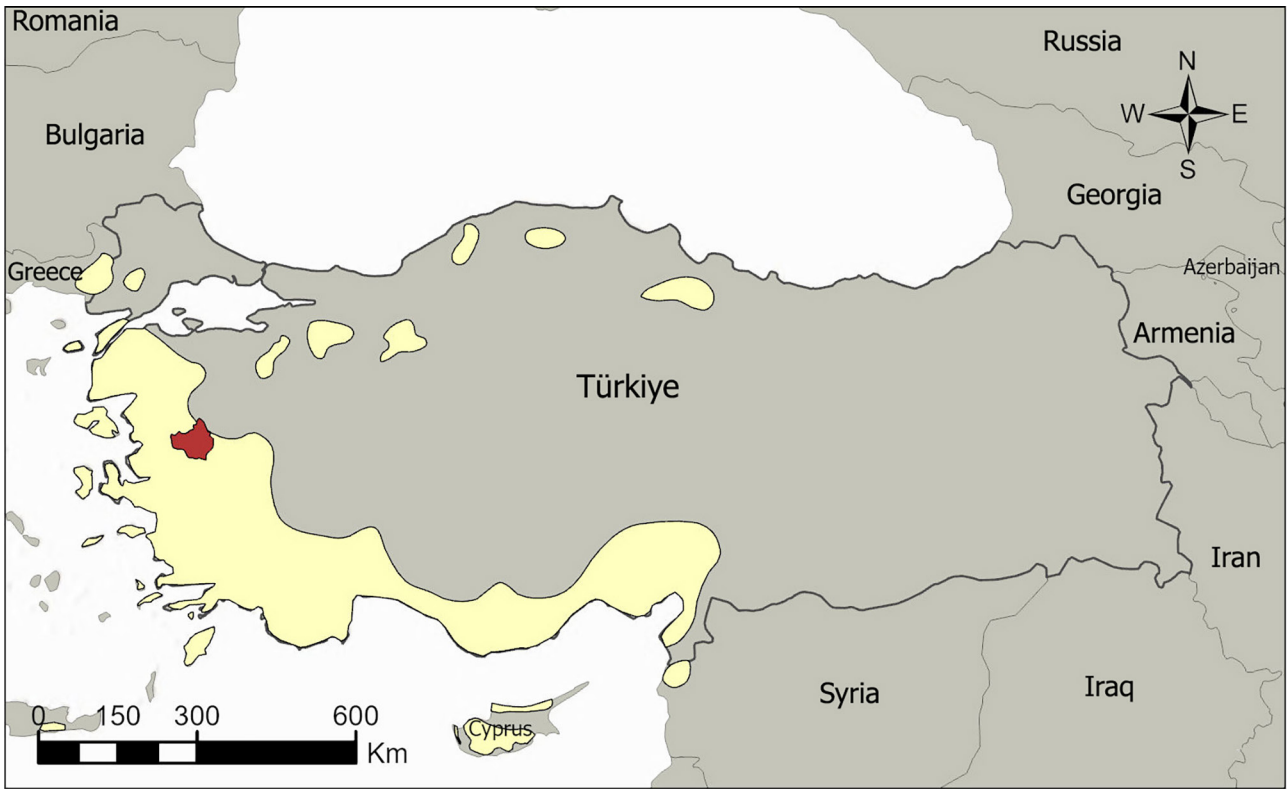 Romania
Russia
N
W E
S
Bulgaria
Georgia
Greece
Azerbaijan
Armenia
Türkiye
Iran
Syria
Iraq
0 150 300 600
Km
Cyprus